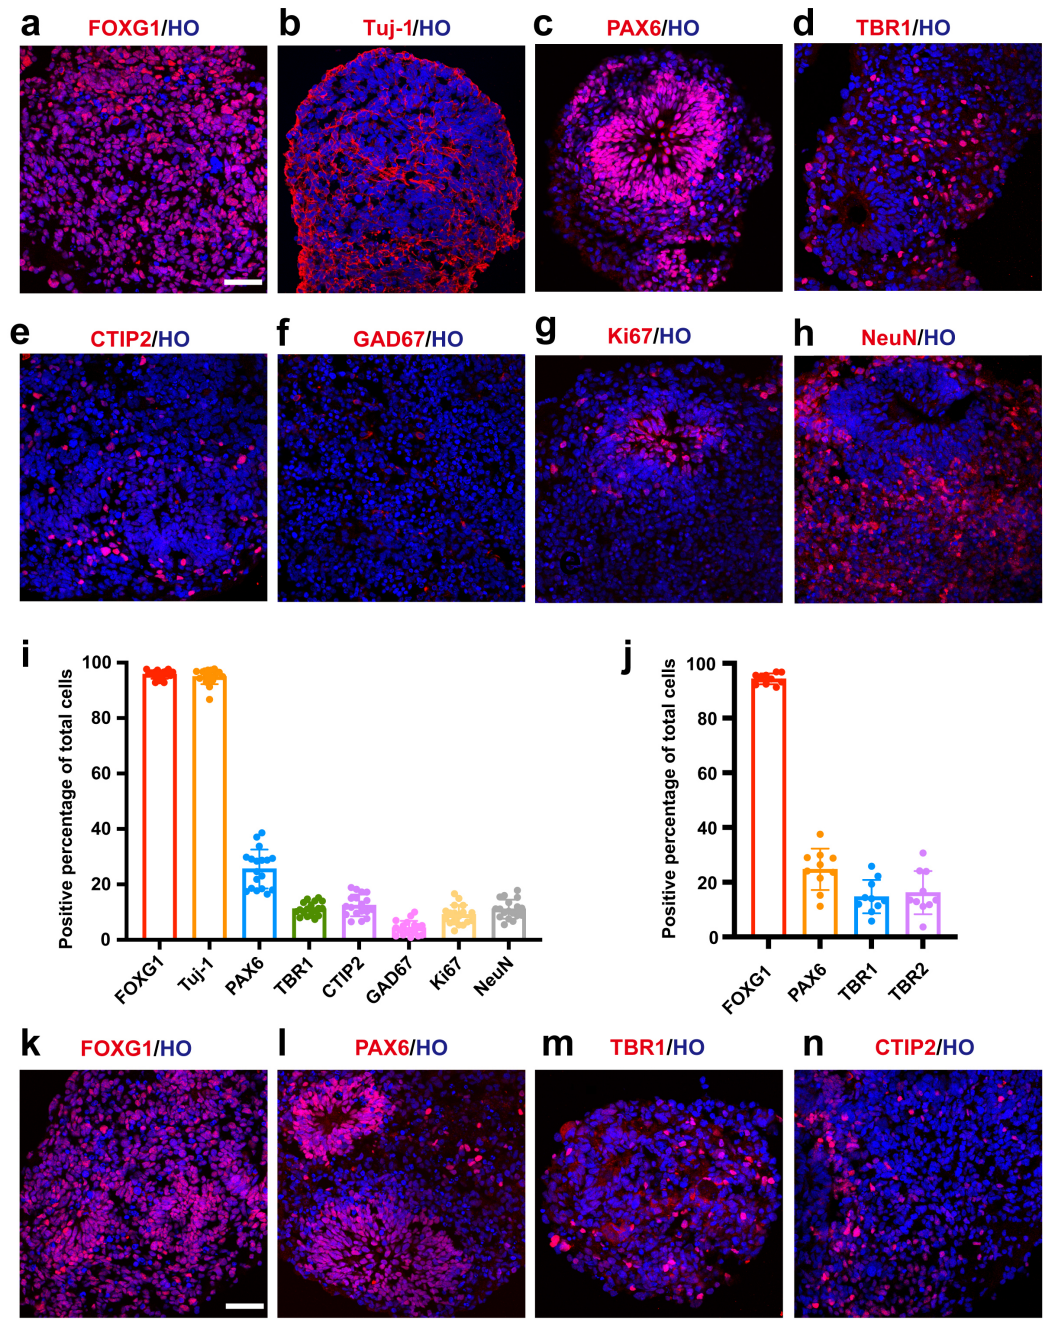 a FOXG1/HO b Tuj-1/HO c PAX6/HO d TBR1/HO
e CTIP2/HO f GAD67/HO g Ki67/HO h NeuN/HO
e
i
Positive percentage of total cells
100
80
60
40
20
0
FOXG1 Tuj-1 PAX6 TBR1 CTIP2 GAD67 Ki67 NeuN
j
Positive percentage of total cells
100
80
60
40
20
0
FOXG1 PAX6 TBR1 TBR2
k FOXG1/HO l PAX6/HO m TBR1/HO n CTIP2/HO